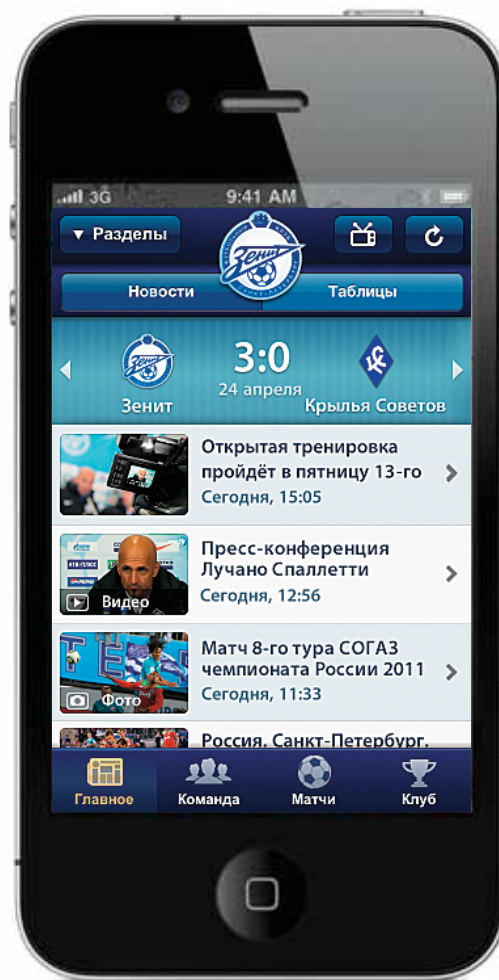 3G
9:41 AM
Разделы
Зенит
Новости
Таблицы
3:0
24 апреля
Зенит
Крылья Советов
Открытая тренировка
пройдёт в пятницу 13-го
Сегодня, 15:05
Пресс-конференция
Лучано Спаллетти
Сегодня, 12:56
Видео
Матч 8-го тура СОГАЗ
чемпионата России 2011
Сегодня, 11:33
Фото
Россия. Санкт-Петербург.
Главное
Команда
Матчи
Клуб